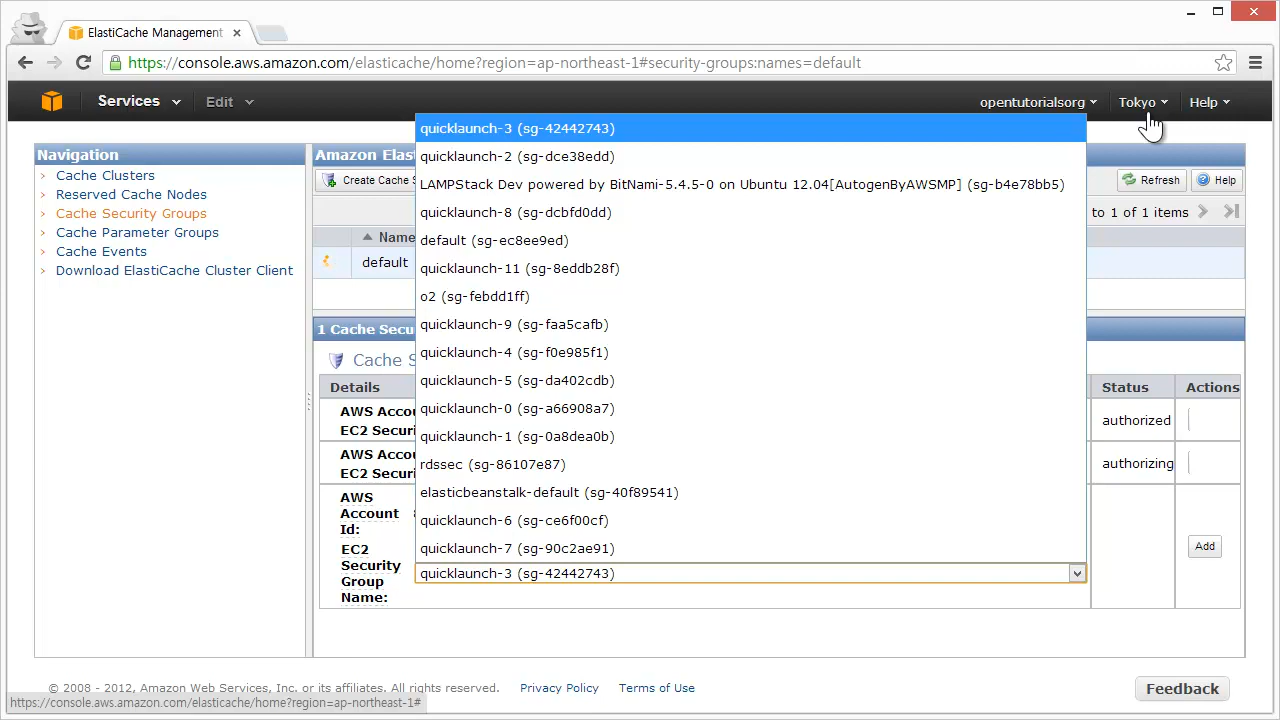 ElastiCache Management
https://console.aws.amazon.com/elasticache/home?region=ap-northeast-1#security-groups:names=default
Services Edit opentutorialsorg Tokyo Help
Navigation
Cache Clusters
Reserved Cache Nodes
Cache Security Groups
Cache Parameter Groups
Cache Events
Download ElastiCache Cluster Client
Amazon Elast
Create Cache S
Refresh Help
to 1 of 1 items
Name
default
quicklaunch-3 (sg-42442743)
quicklaunch-2 (sg-dce38edd)
LAMPStack Dev powered by BitNami-5.4.5-0 on Ubuntu 12.04[AutogenByAWSMP] (sg-b4e78bb5)
quicklaunch-8 (sg-dcbfd0dd)
default (sg-ec8ee9ed)
quicklaunch-11 (sg-8eddb28f)
o2 (sg-febdd1ff)
quicklaunch-9 (sg-faa5cafb)
quicklaunch-4 (sg-f0e985f1)
quicklaunch-5 (sg-da402cdb)
quicklaunch-0 (sg-a66908a7)
quicklaunch-1 (sg-0a8dea0b)
rdssec (sg-86107e87)
elasticbeanstalk-default (sg-40f89541)
quicklaunch-6 (sg-ce6f00cf)
quicklaunch-7 (sg-90c2ae91)
1 Cache Secu
Cache S
Details Status Actions
AWS Accou
EC2 Securi
authorized
AWS Accou
EC2 Securi
authorizing
AWS
Account
Id:
EC2
Security
Group
Name:
quicklaunch-3 (sg-42442743)
Add
© 2008 - 2012, Amazon Web Services, Inc. or its affiliates. All rights reserved. Privacy Policy Terms of Use
Feedback
https://console.aws.amazon.com/elasticache/home?region=ap-northeast-1#